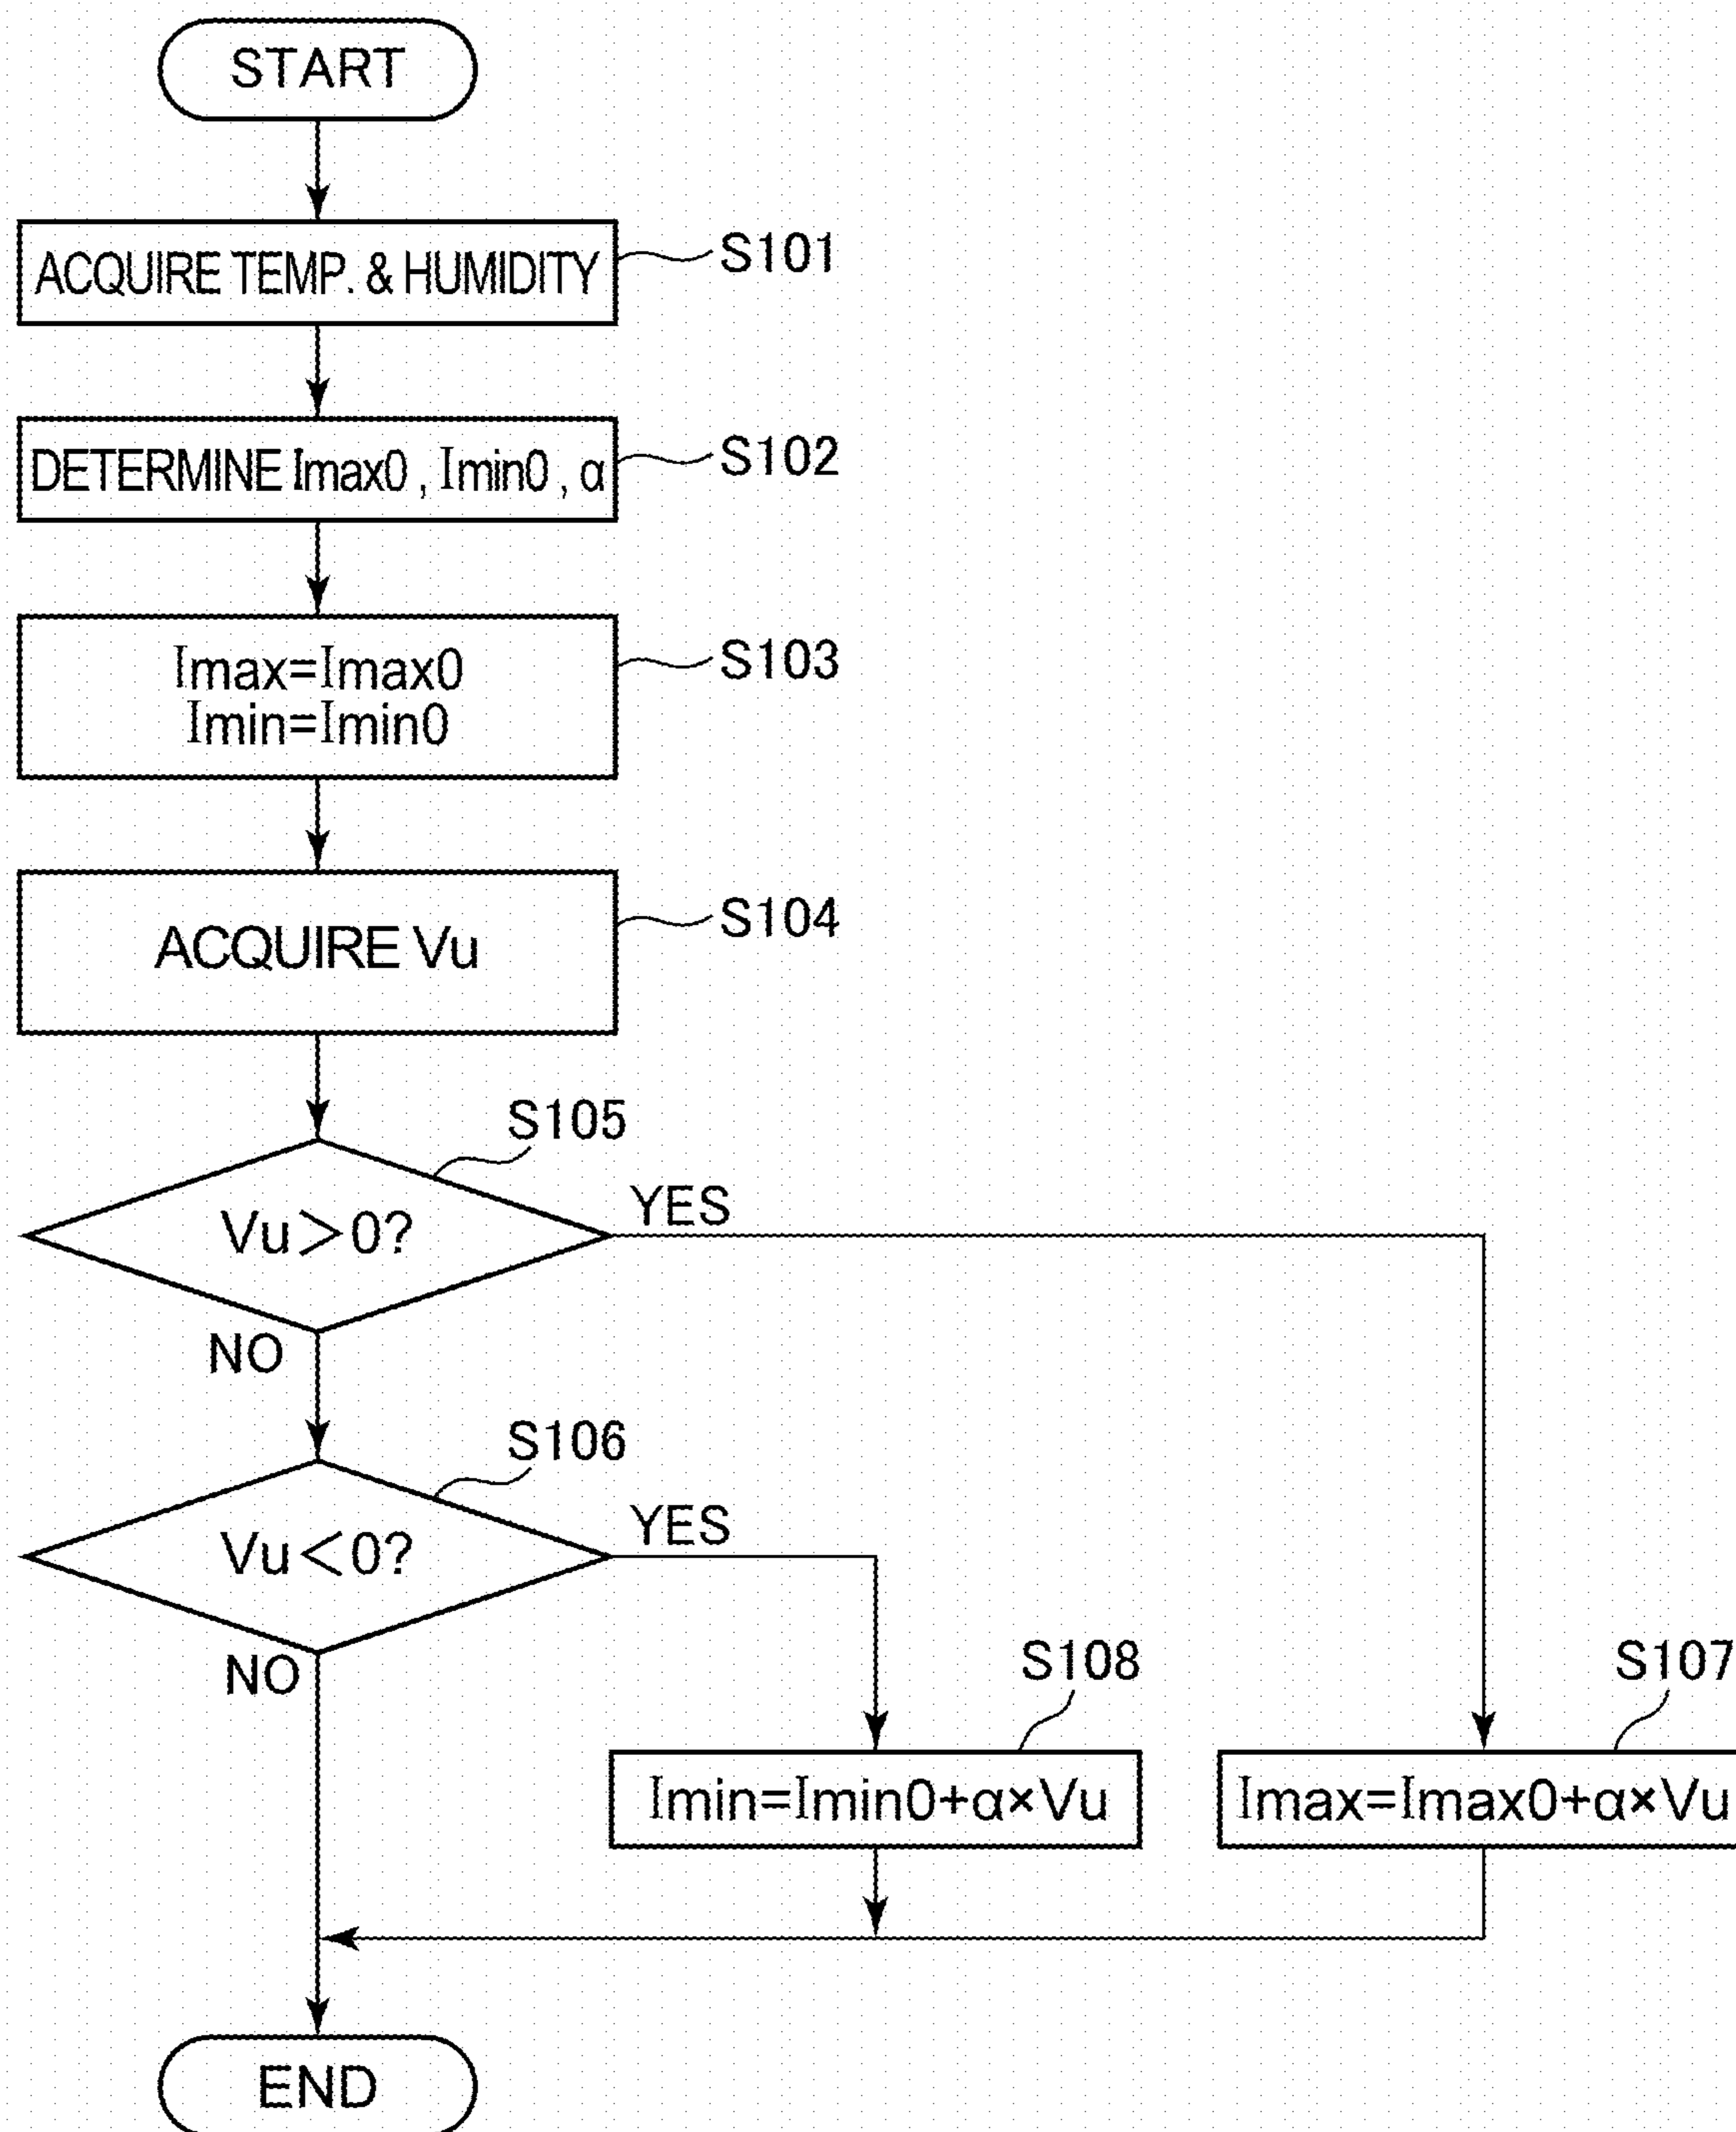 START
ACQUIRE TEMP. & HUMIDITY
S101
DETERMINE Imax0 , Imin0 , α
S102
Imax=Imax0
Imin=Imin0
S103
ACQUIRE Vu
S104
S105
Vu>0?
YES
NO
S106
Vu<0?
YES
NO
S108
S107
Imin=Imin0+α×Vu
Imax=Imax0+α×Vu
END